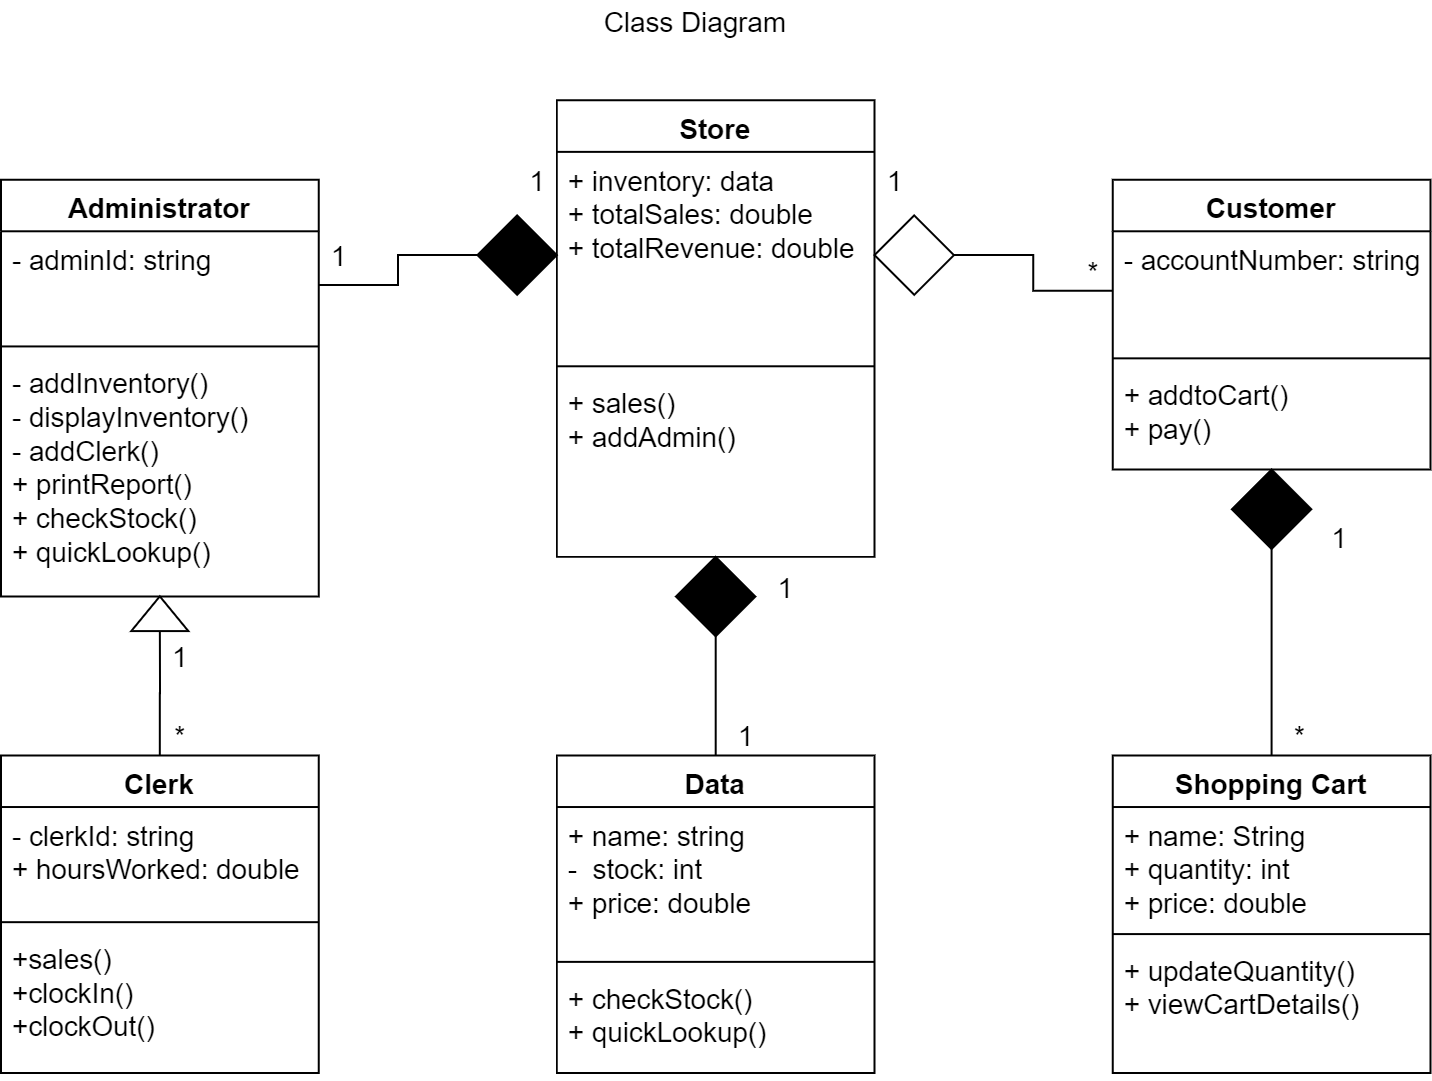 Class Diagram
Store
+ inventory: data
+ totalSales: double
+ totalRevenue: double
+ sales()
+ addAdmin()
1
1
1
*
Administrator
- adminId: string
- addInventory()
- displayInventory()
- addClerk()
+ printReport()
+ checkStock()
+ quickLookup()
Customer
- accountNumber: string
+ addtoCart()
+ pay()
1
*
1
1
1
*
Clerk
- clerkId: string
+ hoursWorked: double
+sales()
+clockIn()
+clockOut()
Data
+ name: string
- stock: int
+ price: double
+ checkStock()
+ quickLookup()
Shopping Cart
+ name: String
+ quantity: int
+ price: double
+ updateQuantity()
+ viewCartDetails()